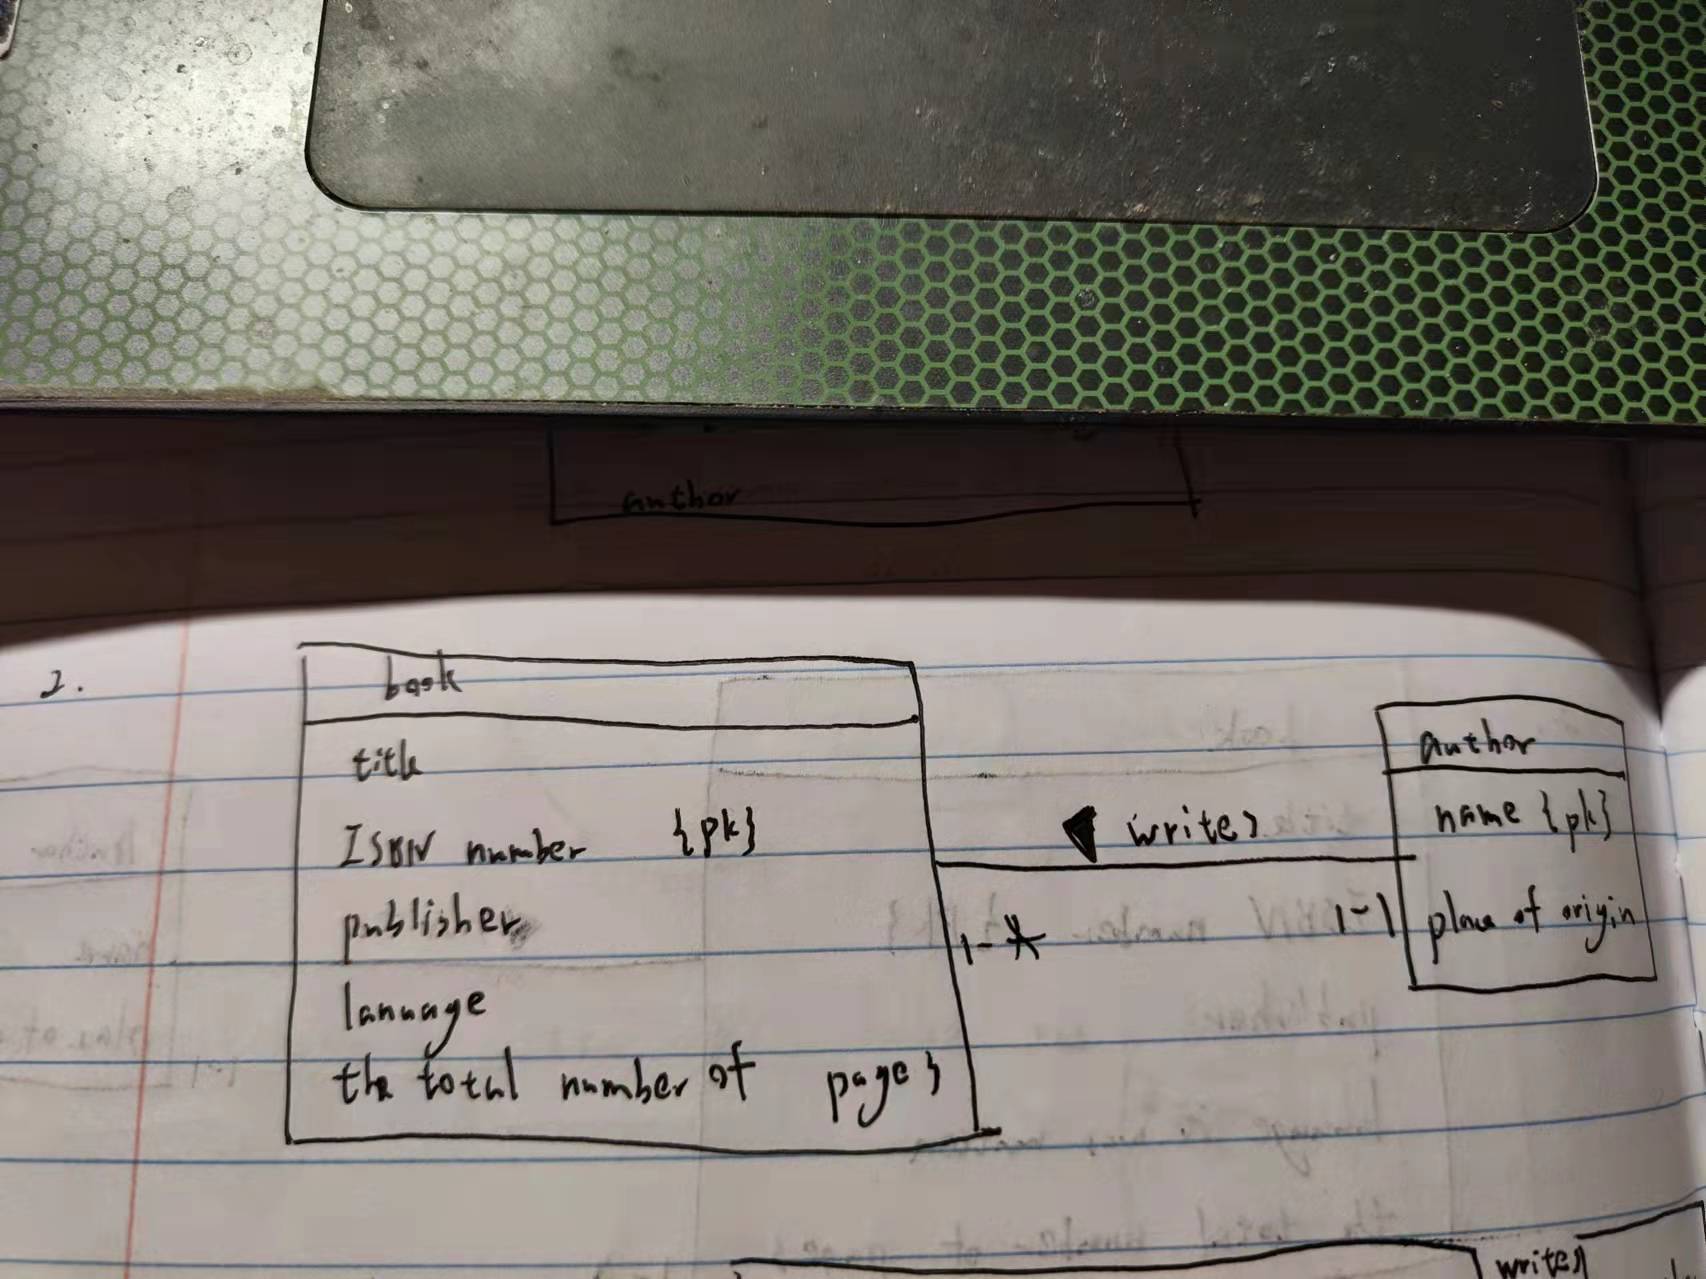 author
2.
book
title
ISBN number {pk}
publisher
lanuage
the total number of pages
writes
1-*
1-1
author
name {pk}
place of origin
writes